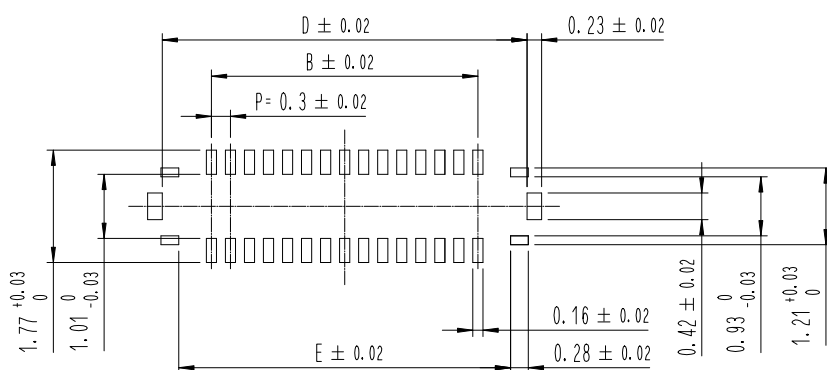 D ± 0.02
0.23 ± 0.02
B ± 0.02
P= 0.3 ± 0.02
1.77 +0.03 0
1.01 0 -0.03
0.42 ± 0.02
0.93 0 -0.03
1.21 +0.03 0
0.16 ± 0.02
E ± 0.02
0.28 ± 0.02